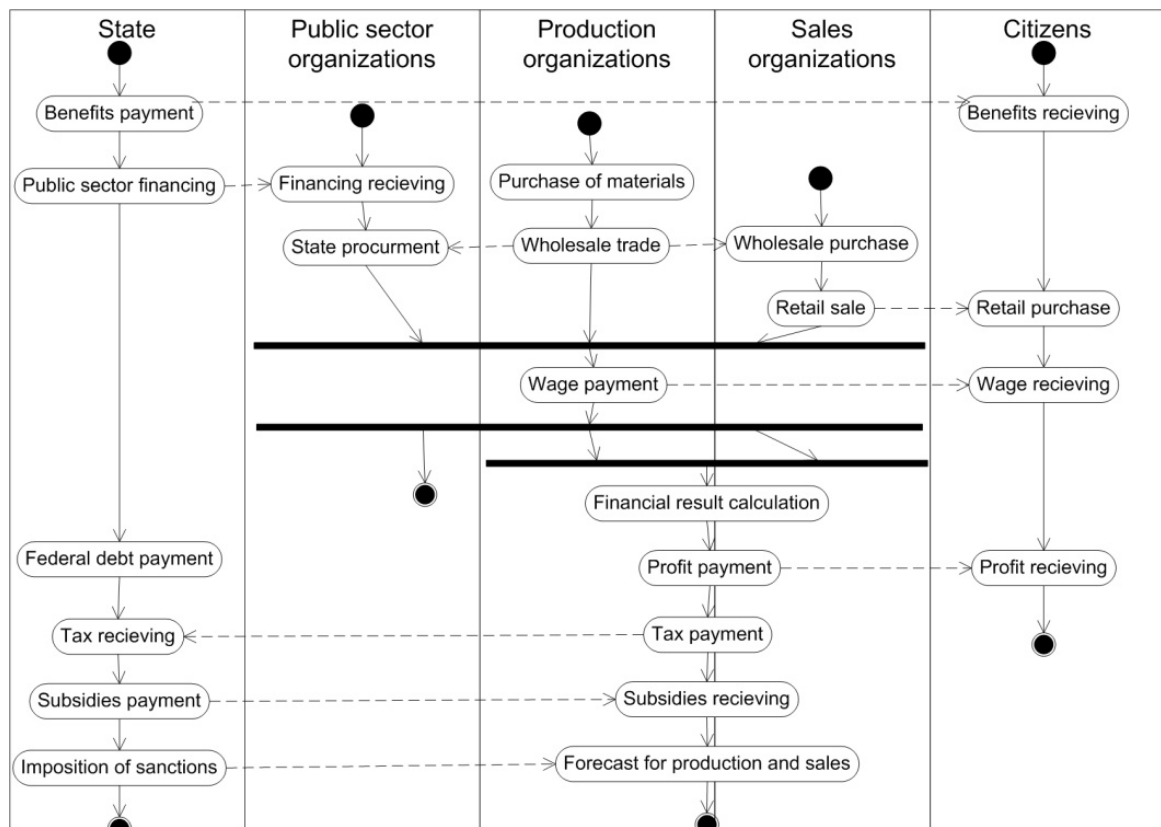 State
Public sector
organizations
Production
organizations
Sales
organizations
Citizens
Benefits payment
Benefits recieving
Public sector financing
Financing recieving
Purchase of materials
State procurment
Wholesale trade
Wholesale purchase
Retail sale
Retail purchase
Wage payment
Wage recieving
Financial result calculation
Federal debt payment
Profit payment
Profit recieving
Tax recieving
Tax payment
Subsidies payment
Subsidies recieving
Imposition of sanctions
Forecast for production and sales